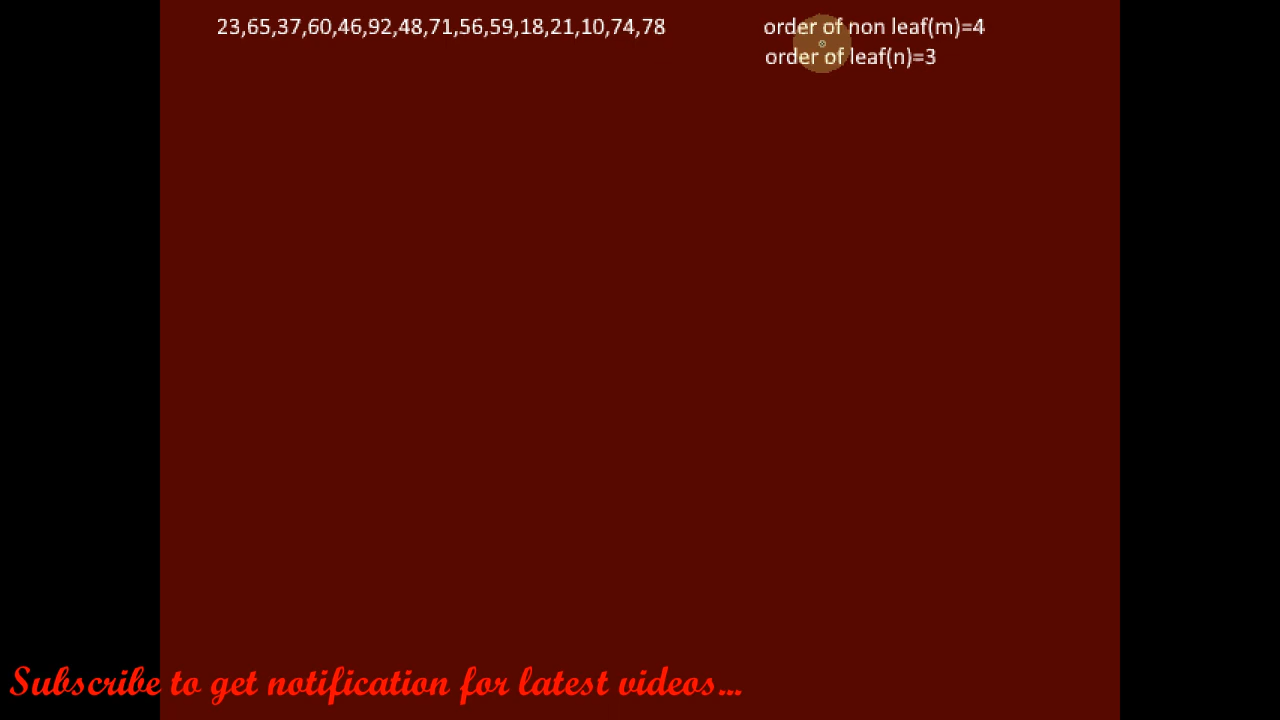 23,65,37,60,46,92,48,71,56,59,18,21,10,74,78
order of non leaf(m)=4
order of leaf(n)=3
Subscribe to get notification for latest videos...